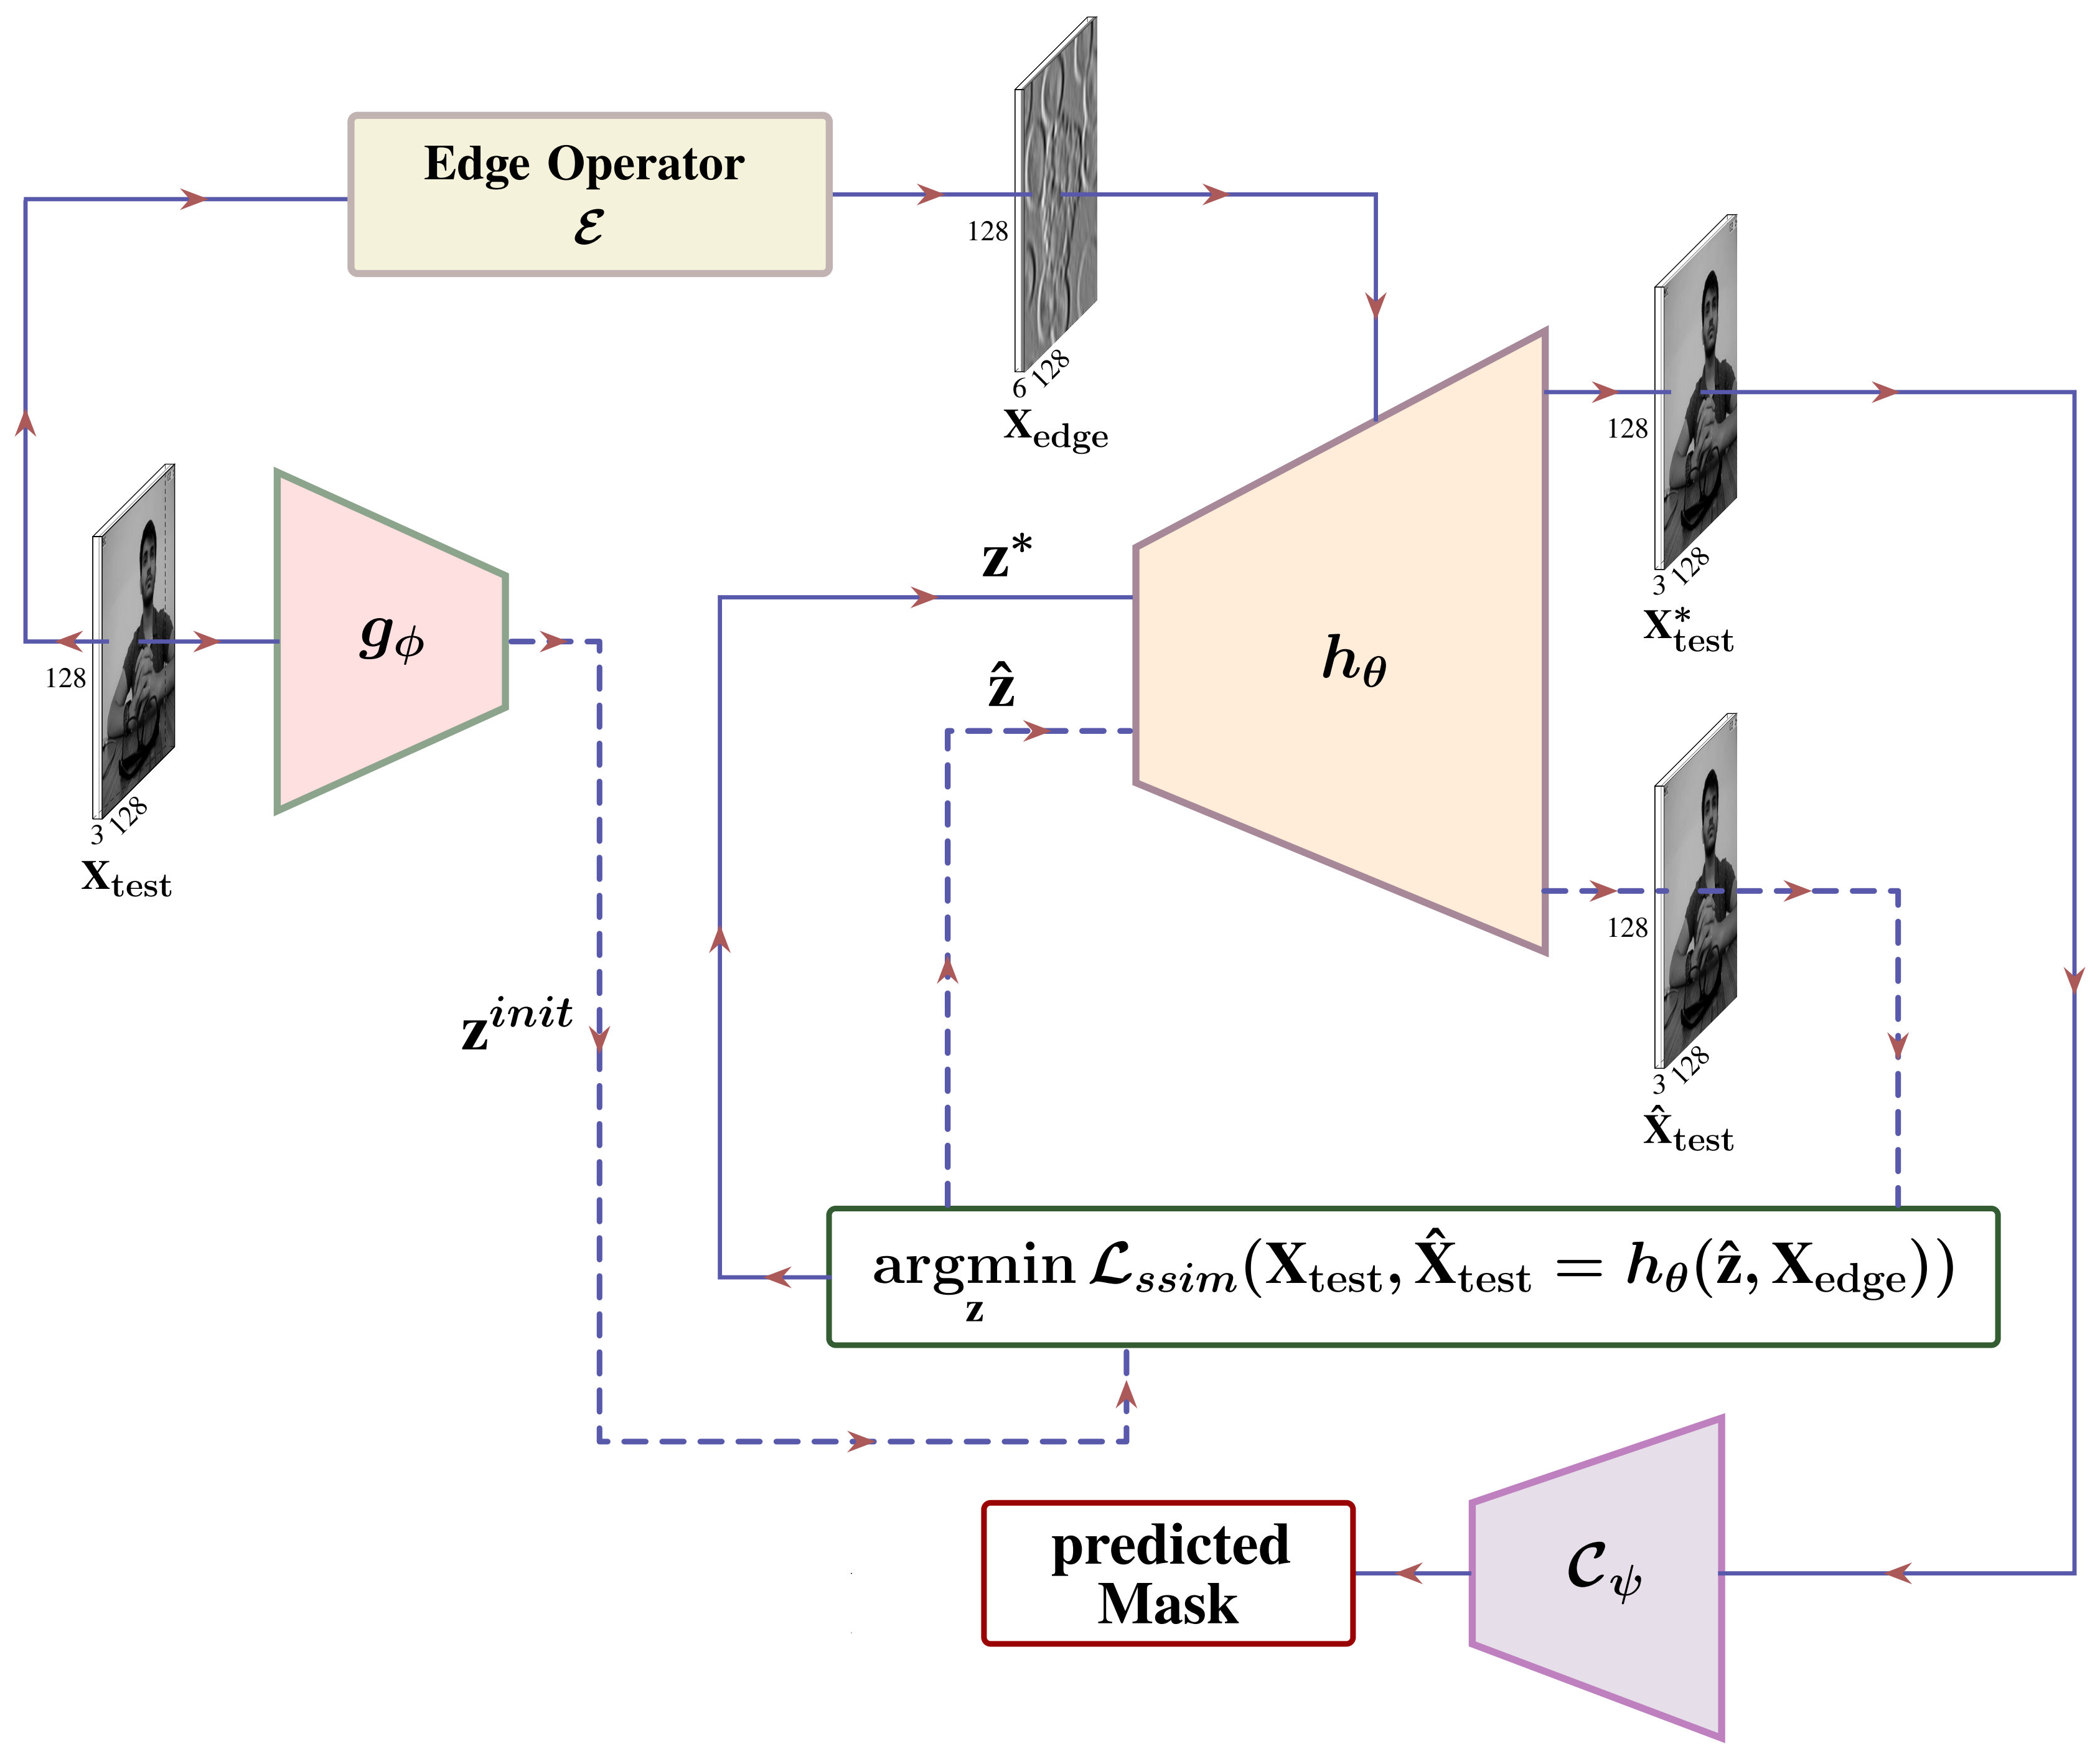 Edge Operator
ℰ
128
6
128
X_edge
128
3
128
X*_test
g_ϕ
128
3
128
X_test
z*
ẑ
h_θ
128
3
128
X̂_test
z^init
argmin ℒ_ssim(X_test, X̂_test = h_θ(ẑ, X_edge))
z
predicted
Mask
𝒞_ψ